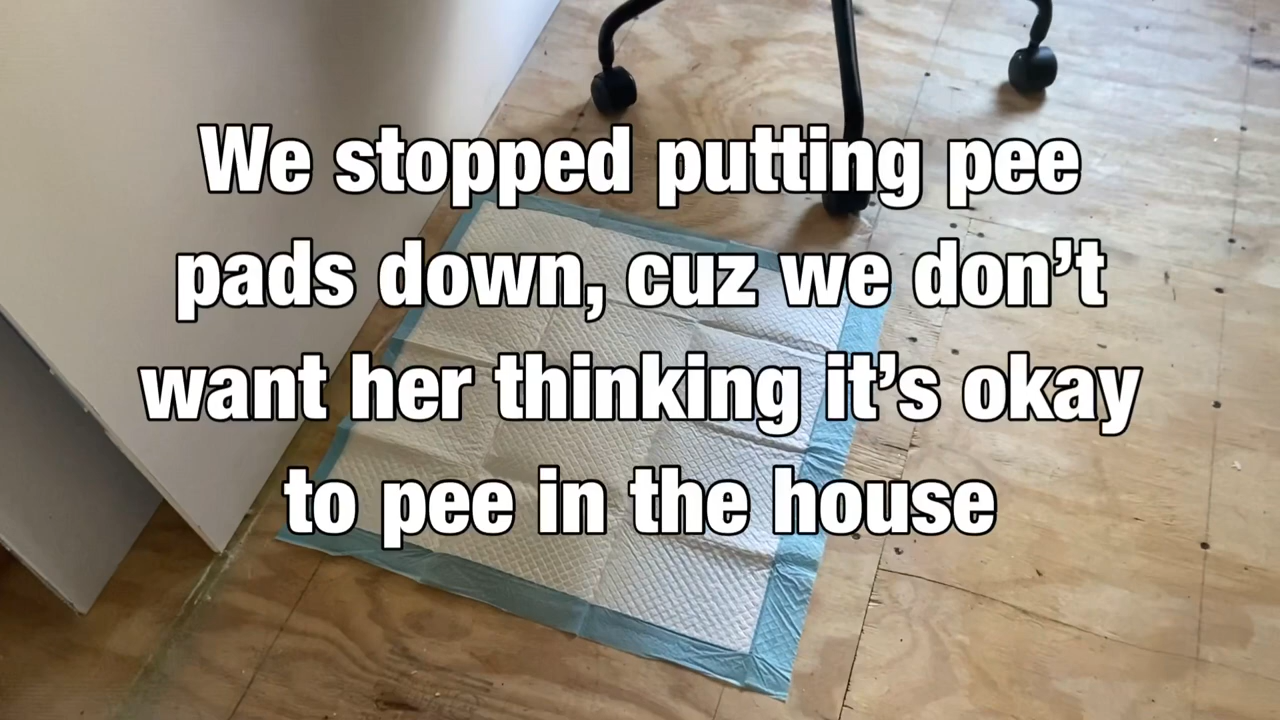 We stopped putting pee
pads down, cuz we don’t
want her thinking it’s okay
to pee in the house